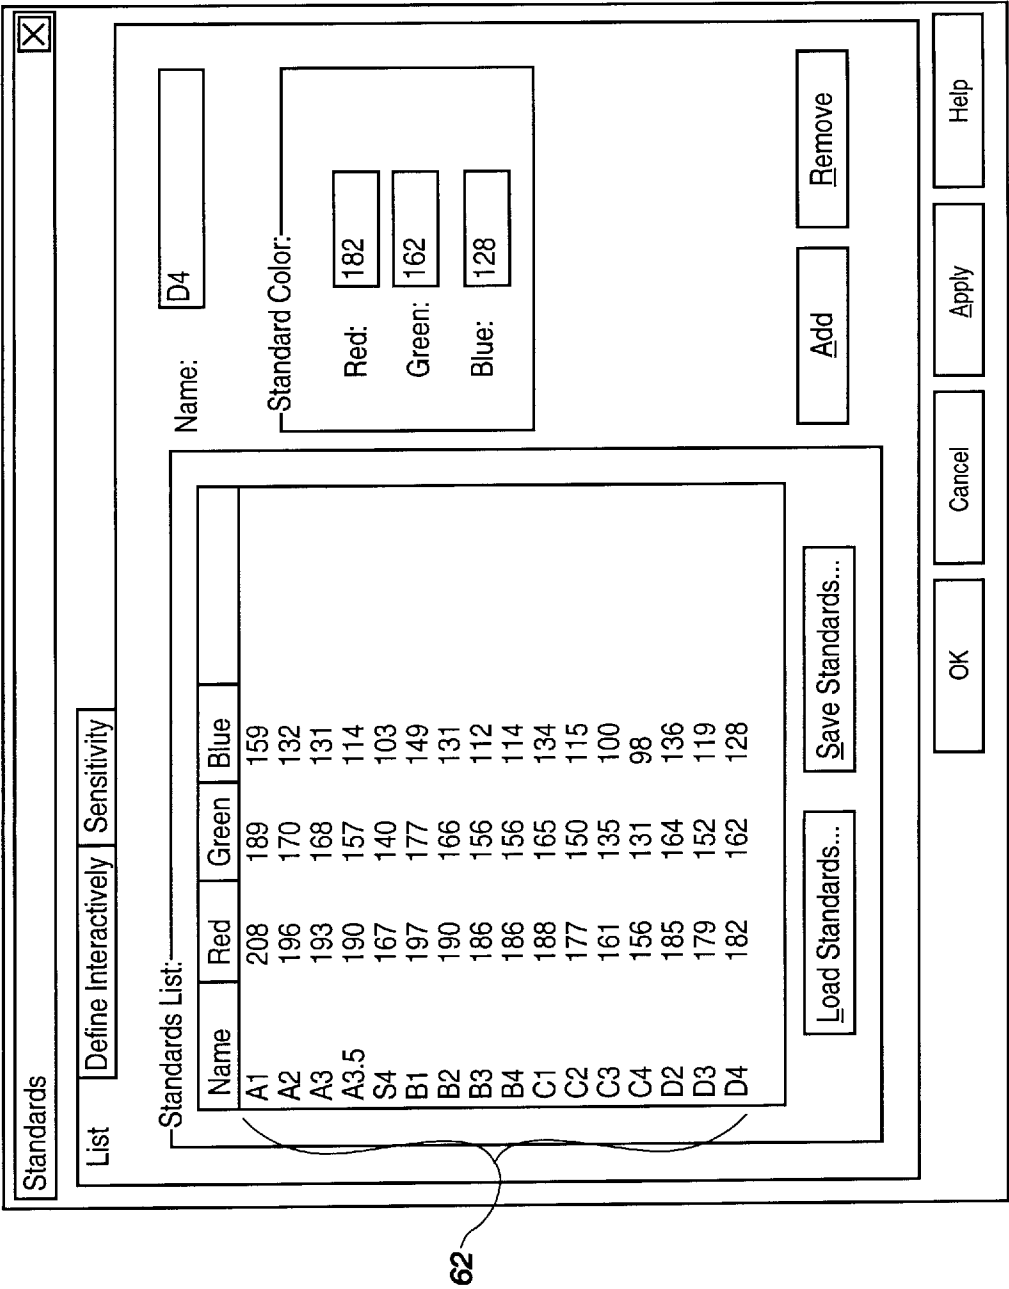 Standards
List Define Interactively Sensitivity
Standards List:
Name Red Green Blue
A1 208 189 159
A2 196 170 132
A3 193 168 131
A3.5 190 157 114
S4 167 140 103
B1 197 177 149
B2 190 166 131
B3 186 156 112
B4 186 156 114
C1 188 165 134
C2 177 150 115
C3 161 135 100
C4 156 131 98
D2 185 164 136
D3 179 152 119
D4 182 162 128
Load Standards... Save Standards...
Name: D4
Standard Color:
Red: 182
Green: 162
Blue: 128
Add Remove
OK Cancel Apply Help
62